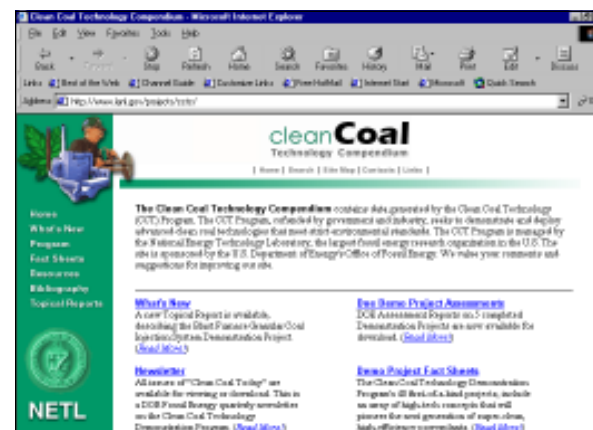 Clean Coal Technology Compendium - Microsoft Internet Explorer
File Edit View Favorites Tools Help
Back Forward Stop Refresh Home Search Favorites History Mail Print Edit Discuss
Links Best of the Web Channel Guide Customize Links Free HotMail Internet Start Microsoft Quick Search
Address http://www.lanl.gov/projects/cctc/
cleanCoal
Technology Compendium
| Home | Search | Site Map | Contacts | Links |
Home
What's New
Program
Fact Sheets
Resources
Bibliography
Topical Reports
NETL
The Clean Coal Technology Compendium contains data generated by the Clean Coal Technology
(CCT) Program. The CCT Program, cofunded by government and industry, seeks to demonstrate and deploy
advanced clean coal technologies that meet strict environmental standards. The CCT Program is managed by
the National Energy Technology Laboratory, the largest fossil energy research organization in the U.S. The
site is sponsored by the U.S. Department of Energy's Office of Fossil Energy. We value your comments and
suggestions for improving our site.
What's New
A new Topical Report is available,
describing the Blast Furnace Granular Coal
Injection System Demonstration Project.
(Read More!)
Newsletter
All issues of "Clean Coal Today" are
available for viewing or download. This is
a DOE Fossil Energy quarterly newsletter
on the Clean Coal Technology
Demonstration Program. (Read More!)
Doe Demo Project Assessments
DOE Assessment Reports on 5 completed
Demonstration Projects are now available for
download. (Read More!)
Demo Project Fact Sheets
The Clean Coal Technology Demonstration
Program's 40 first-of-a-kind projects, include
an array of high-tech concepts that will
pioneer the next generation of super-clean,
high-efficiency powerplants. (Read More!)